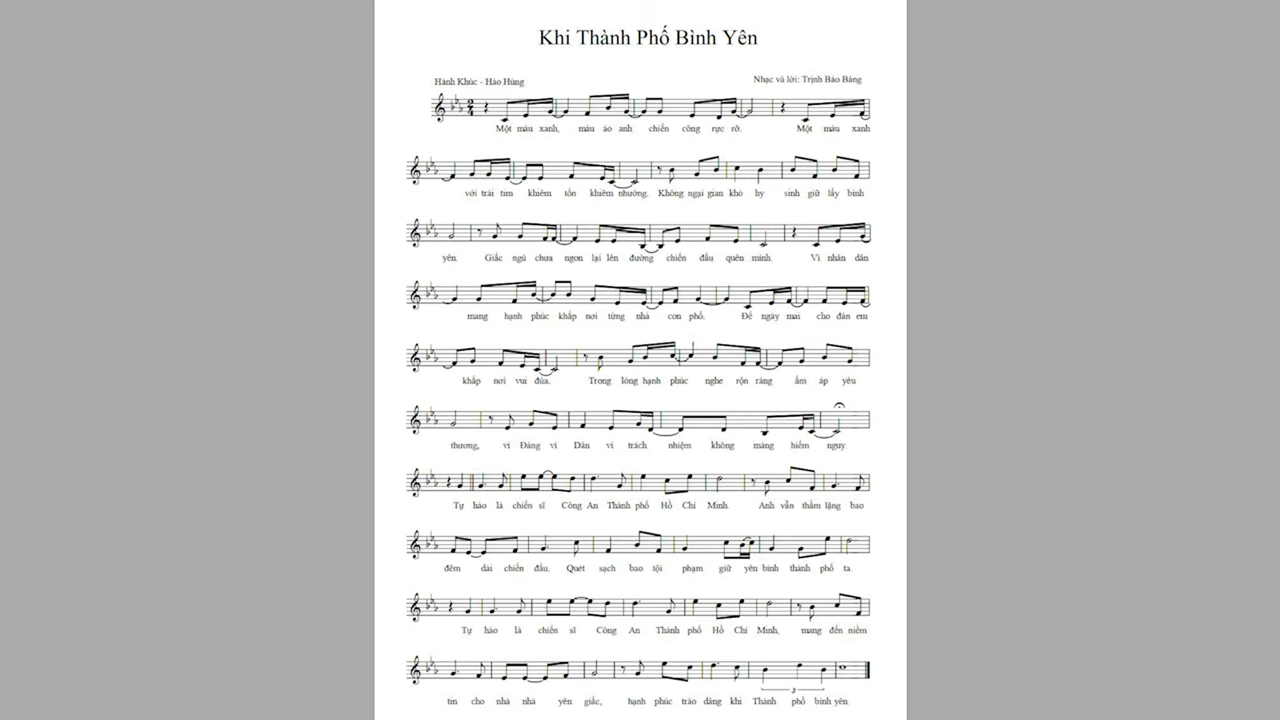 Khi Thành Phố Bình Yên
Hành Khúc - Hào Hùng
Nhạc và lời: Trịnh Bảo Bàng
Một màu xanh, màu áo anh chiến công rực rỡ. Một màu xanh
với trái tim khiêm tốn khiêm nhường. Không ngại gian khó hy sinh giữ lấy bình
yên. Giấc ngủ chưa ngon lại lên đường chiến đấu quên mình. Vì nhân dân
mang hạnh phúc khắp nơi từng nhà con phố. Để ngày mai cho đàn em
khắp nơi vui đùa. Trong lòng hạnh phúc nghe rộn ràng ấm áp yêu
thương, vì Đảng vì Dân vì trách nhiệm không màng hiểm nguy.
Tự hào là chiến sĩ Công An Thành phố Hồ Chí Minh. Anh vẫn thầm lặng bao
đêm dài chiến đấu. Quét sạch bao tội phạm giữ yên bình thành phố ta.
Tự hào là chiến sĩ Công An Thành phố Hồ Chí Minh, mang đến niềm
tin cho nhà nhà yên giấc, hạnh phúc trào dâng khi Thành phố bình yên.
3